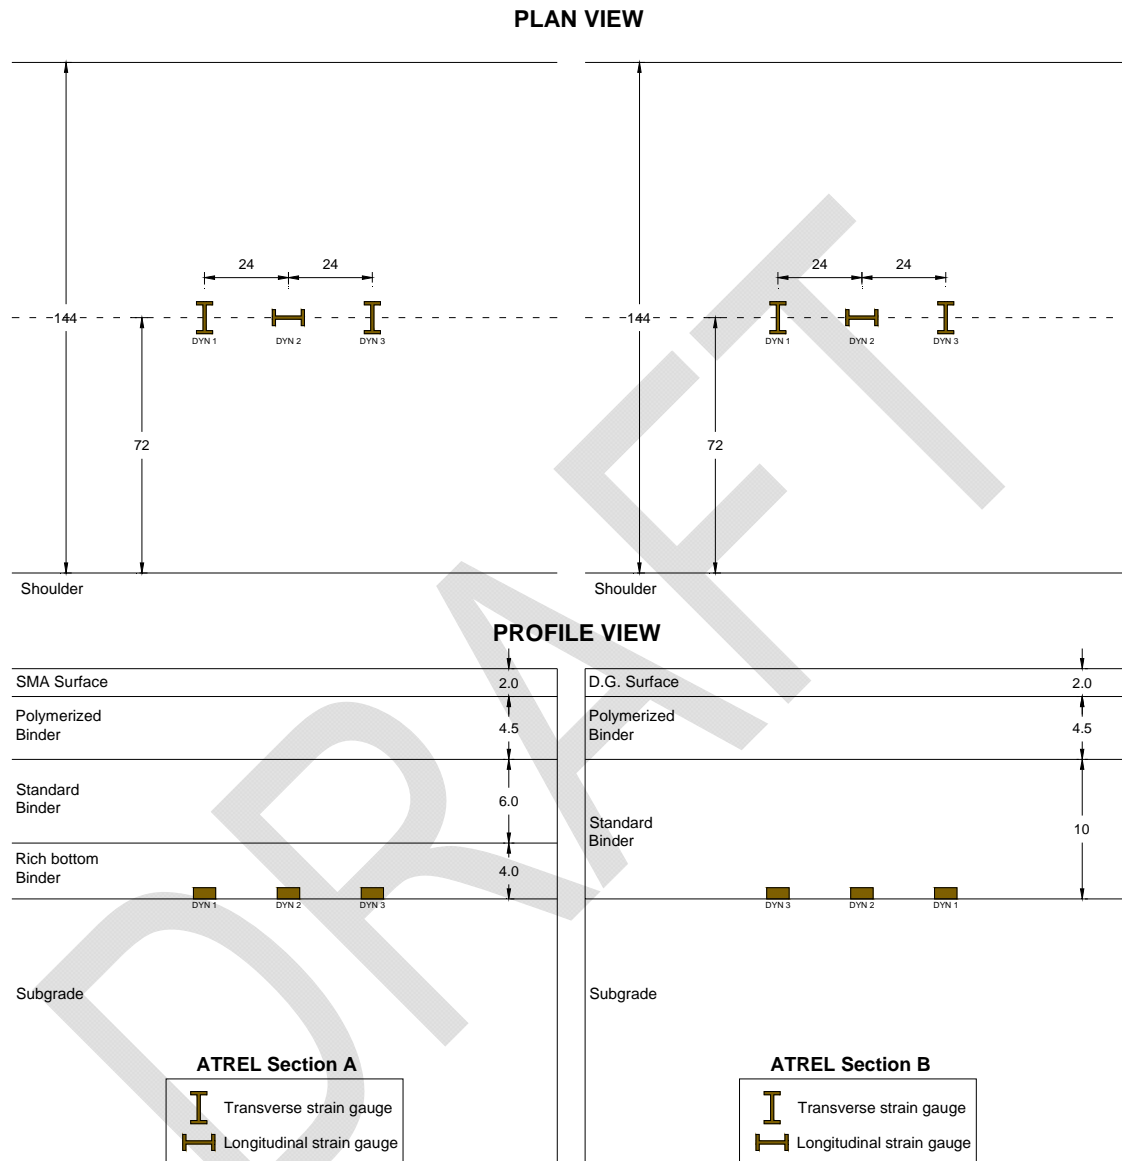 PLAN VIEW
24 24
144
DYN 1 DYN 2 DYN 3
72
Shoulder
24 24
144
DYN 1 DYN 2 DYN 3
72
Shoulder
PROFILE VIEW
SMA Surface 2.0
Polymerized
Binder
4.5
Standard
Binder
6.0
Rich bottom
Binder
4.0
DYN 1 DYN 2 DYN 3
Subgrade
ATREL Section A
Transverse strain gauge
Longitudinal strain gauge
D.G. Surface 2.0
Polymerized
Binder
4.5
Standard
Binder
10
DYN 3 DYN 2 DYN 1
Subgrade
ATREL Section B
Transverse strain gauge
Longitudinal strain gauge
DRAFT